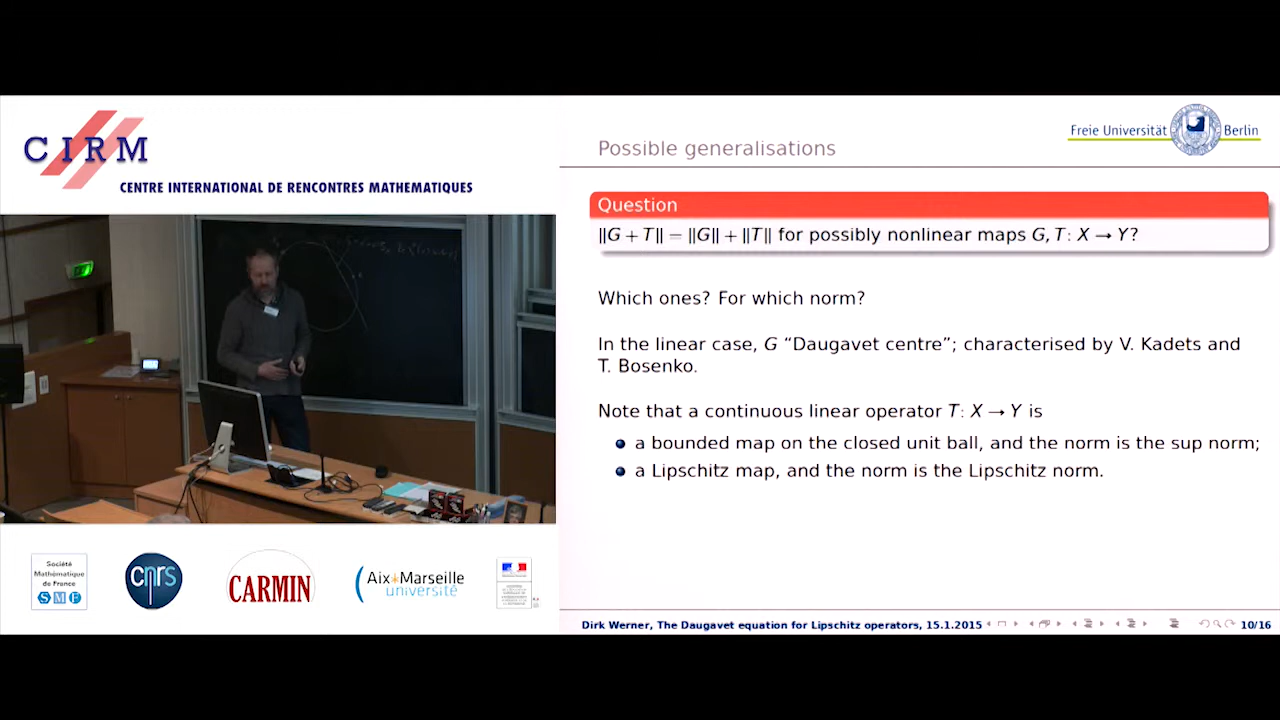 CIRM
CENTRE INTERNATIONAL DE RENCONTRES MATHEMATIQUES
Société
Mathématique
de France
SMF
cnrs
CARMIN
Aix*Marseille
université
Possible generalisations
Freie Universität Berlin
Question
‖G + T‖ = ‖G‖ + ‖T‖ for possibly nonlinear maps G, T: X → Y?
Which ones? For which norm?
In the linear case, G “Daugavet centre”; characterised by V. Kadets and
T. Bosenko.
Note that a continuous linear operator T: X → Y is
a bounded map on the closed unit ball, and the norm is the sup norm;
a Lipschitz map, and the norm is the Lipschitz norm.
Dirk Werner, The Daugavet equation for Lipschitz operators, 15.1.2015
10/16